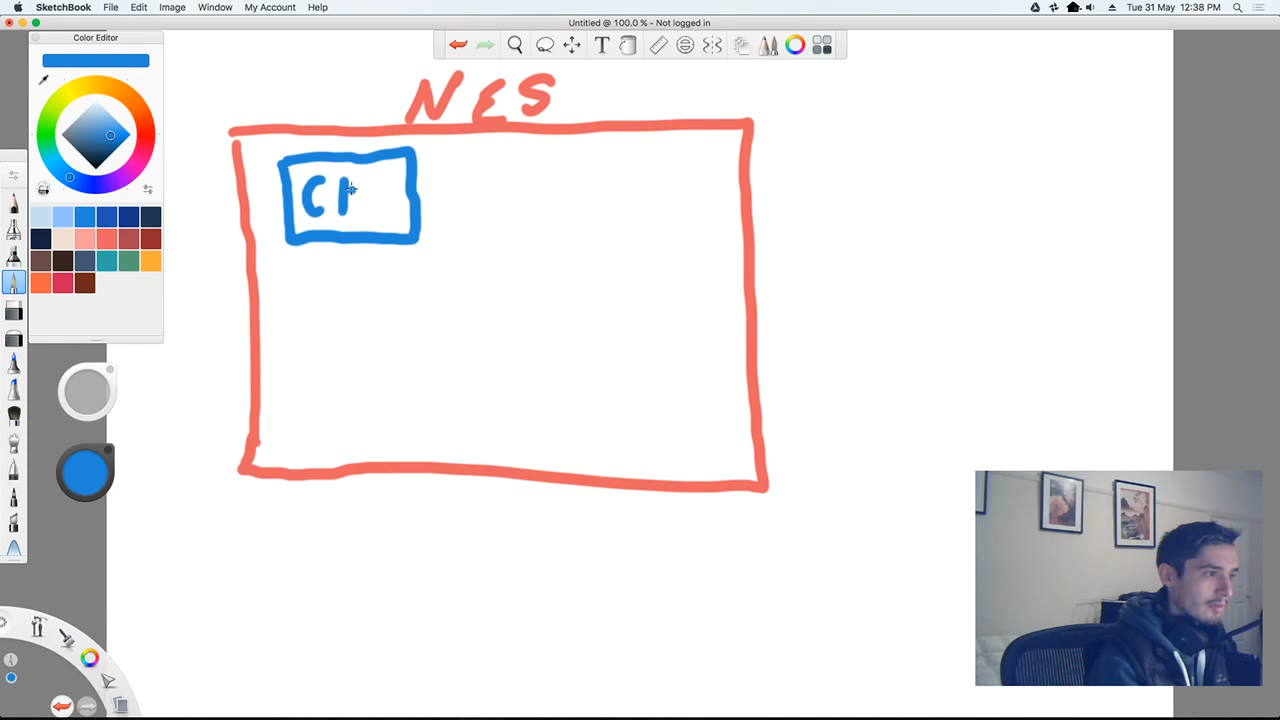 SketchBook File Edit Image Window My Account Help Tue 31 May 12:38 PM
Untitled @ 100.0 % - Not logged in
Color Editor
T
NES
C